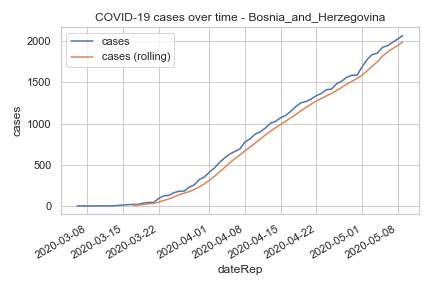 COVID-19 cases over time - Bosnia_and_Herzegovina
cases
cases (rolling)
2000
1500
1000
500
0
cases
2020-03-08
2020-03-15
2020-03-22
2020-04-01
2020-04-08
2020-04-15
2020-04-22
2020-05-01
2020-05-08
dateRep